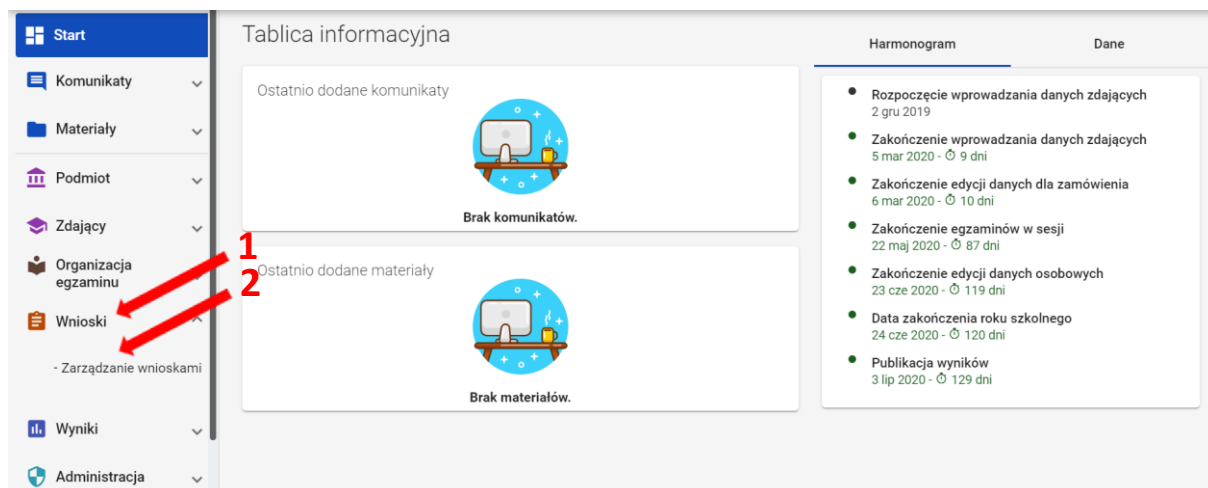 Start
Komunikaty
Materiały
Podmiot
Zdający
Organizacja
egzaminu
Wnioski
- Zarządzanie wnioskami
Wyniki
Administracja
1
2
Tablica informacyjna
Ostatnio dodane komunikaty
Brak komunikatów.
Ostatnio dodane materiały
Brak materiałów.
Harmonogram
Dane
Rozpoczęcie wprowadzania danych zdających
2 gru 2019
Zakończenie wprowadzania danych zdających
5 mar 2020 - ⏱ 9 dni
Zakończenie edycji danych dla zamówienia
6 mar 2020 - ⏱ 10 dni
Zakończenie egzaminów w sesji
22 maj 2020 - ⏱ 87 dni
Zakończenie edycji danych osobowych
23 cze 2020 - ⏱ 119 dni
Data zakończenia roku szkolnego
24 cze 2020 - ⏱ 120 dni
Publikacja wyników
3 lip 2020 - ⏱ 129 dni